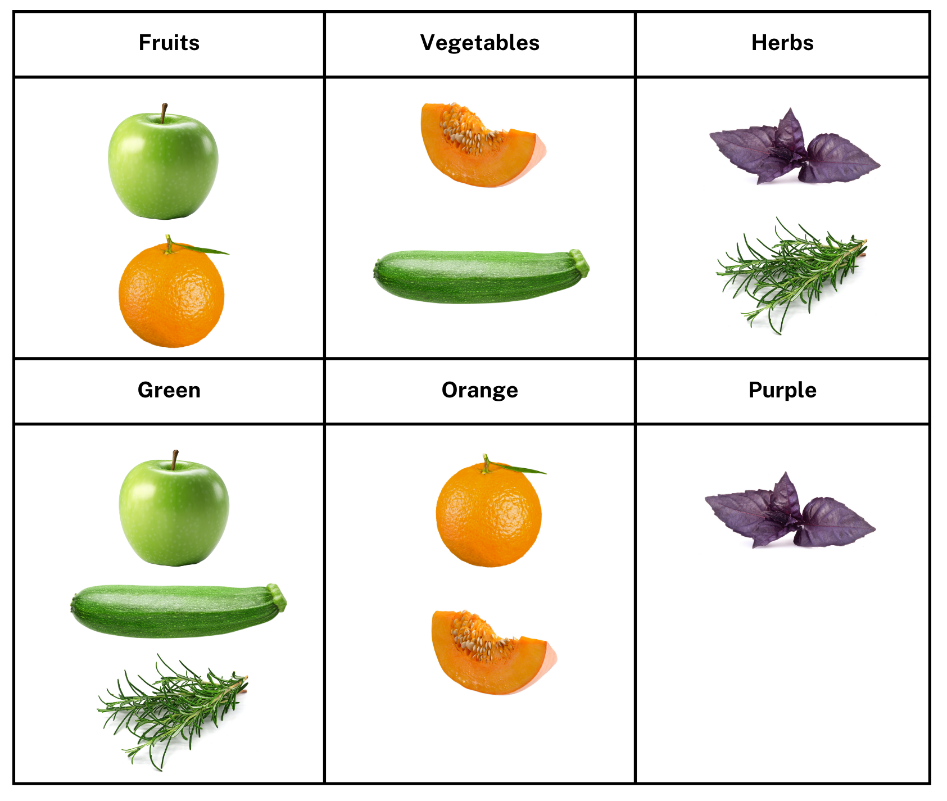 Fruits
Vegetables
Herbs
Green
Orange
Purple